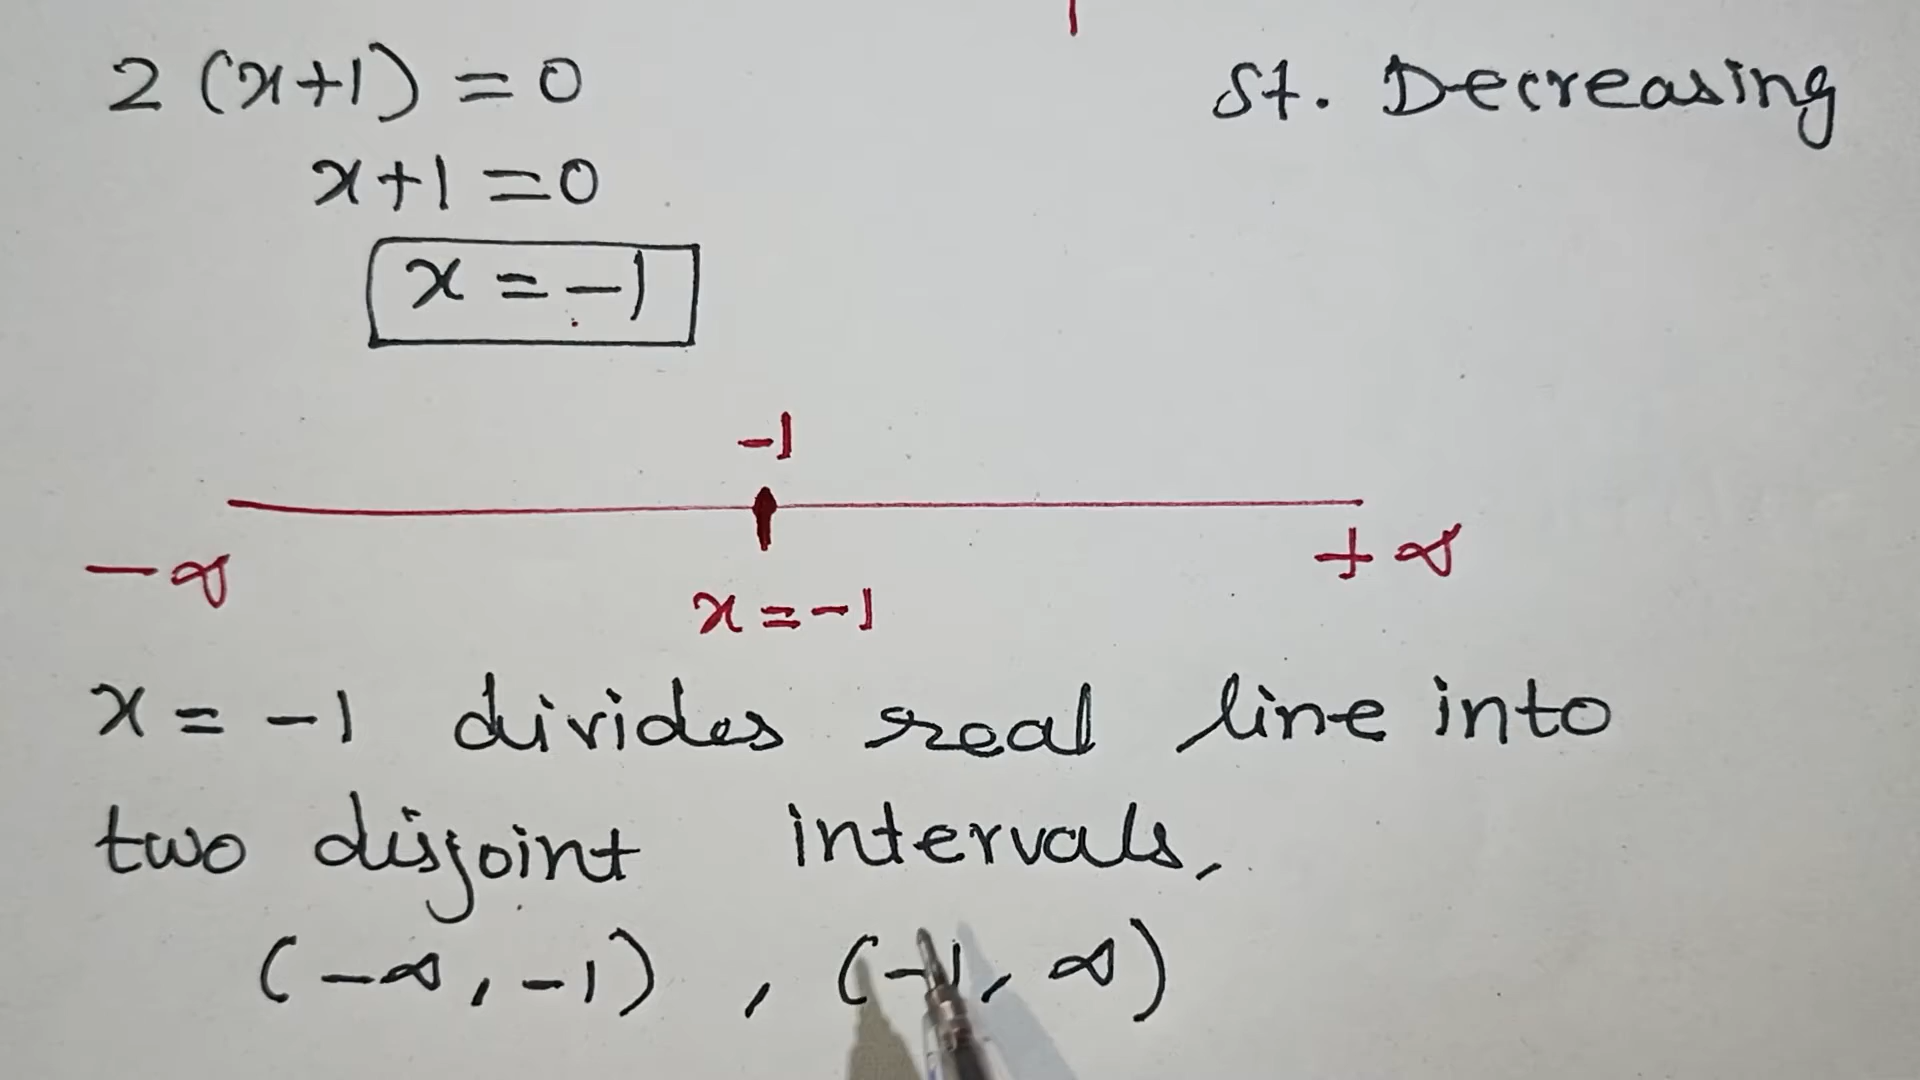 2 (x+1) = 0
St. Decreasing
x+1 = 0
x = -1
-1
-∞
+∞
x = -1
x = -1 divides real line into
two disjoint intervals,
(-∞, -1) , (-1, ∞)